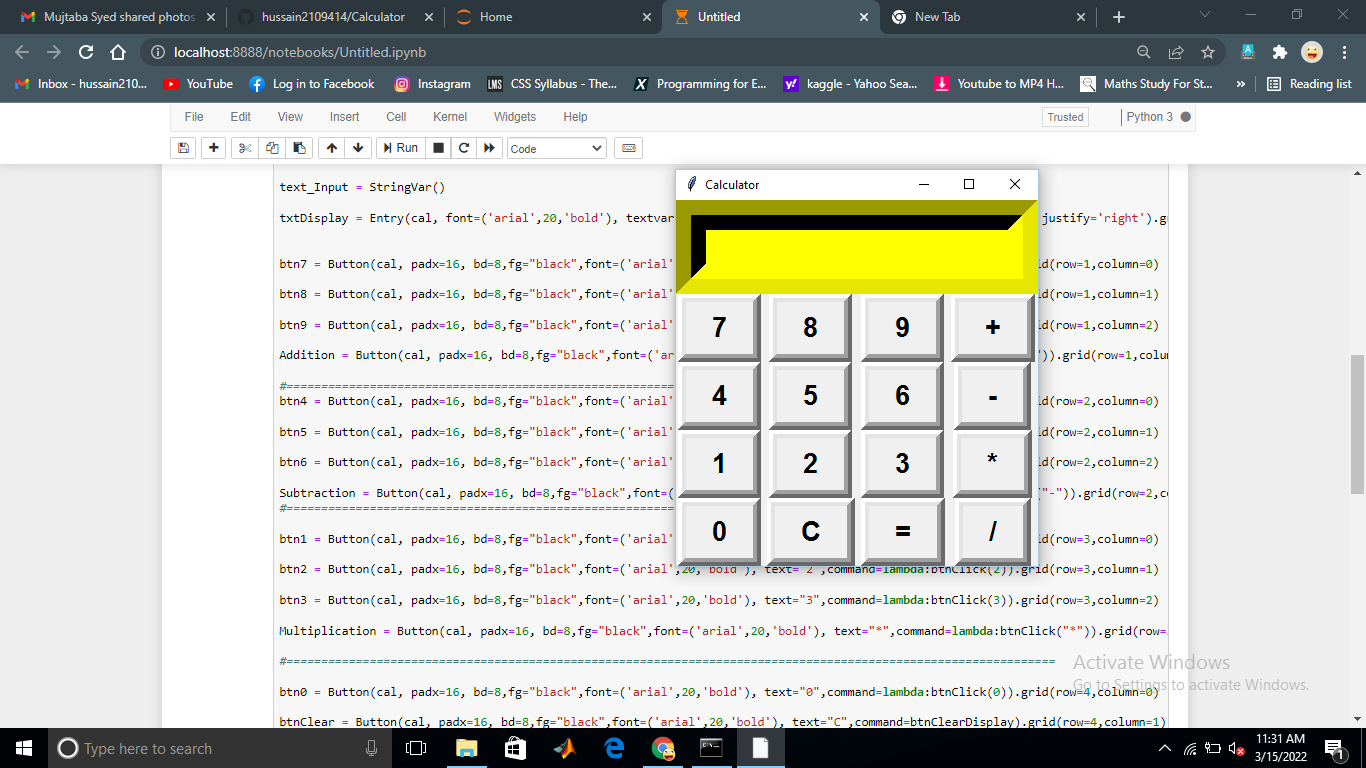 Mujtaba Syed shared photos
hussain2109414/Calculator
Home
Untitled
New Tab
localhost:8888/notebooks/Untitled.ipynb
Inbox - hussain210...
YouTube
Log in to Facebook
Instagram
LMS
CSS Syllabus - The...
Programming for E...
kaggle - Yahoo Sea...
Youtube to MP4 H...
Maths Study For St...
»
Reading list
File Edit View Insert Cell Kernel Widgets Help
Trusted
Python 3
Run
Code
Calculator
text_Input = StringVar()
txtDisplay = Entry(cal, font=('arial',20,'bold'), textvar justify='right').gr
btn7 = Button(cal, padx=16, bd=8,fg="black",font=('arial' id(row=1,column=0)
btn8 = Button(cal, padx=16, bd=8,fg="black",font=('arial' id(row=1,column=1)
btn9 = Button(cal, padx=16, bd=8,fg="black",font=('arial' id(row=1,column=2)
Addition = Button(cal, padx=16, bd=8,fg="black",font=('ar ")).grid(row=1,colum
btn4 = Button(cal, padx=16, bd=8,fg="black",font=('arial' id(row=2,column=0)
btn5 = Button(cal, padx=16, bd=8,fg="black",font=('arial' id(row=2,column=1)
btn6 = Button(cal, padx=16, bd=8,fg="black",font=('arial' id(row=2,column=2)
Subtraction = Button(cal, padx=16, bd=8,fg="black",font=( "-")).grid(row=2,co
btn1 = Button(cal, padx=16, bd=8,fg="black",font=('arial' id(row=3,column=0)
btn2 = Button(cal, padx=16, bd=8,fg="black",font=('arial',20,'bold'), text="2",command=lambda:btnClick(2)).grid(row=3,column=1)
btn3 = Button(cal, padx=16, bd=8,fg="black",font=('arial',20,'bold'), text="3",command=lambda:btnClick(3)).grid(row=3,column=2)
Multiplication = Button(cal, padx=16, bd=8,fg="black",font=('arial',20,'bold'), text="*",command=lambda:btnClick("*")).grid(row=
btn0 = Button(cal, padx=16, bd=8,fg="black",font=('arial',20,'bold'), text="0",command=lambda:btnClick(0)).grid(row=4,column=0)
btnClear = Button(cal, padx=16, bd=8,fg="black",font=('arial',20,'bold'), text="C",command=btnClearDisplay).grid(row=4,column=1)
7 8 9 +
4 5 6 -
1 2 3 *
0 C = /
Activate Windows
Go to Settings to activate Windows.
Type here to search
11:31 AM
3/15/2022
1